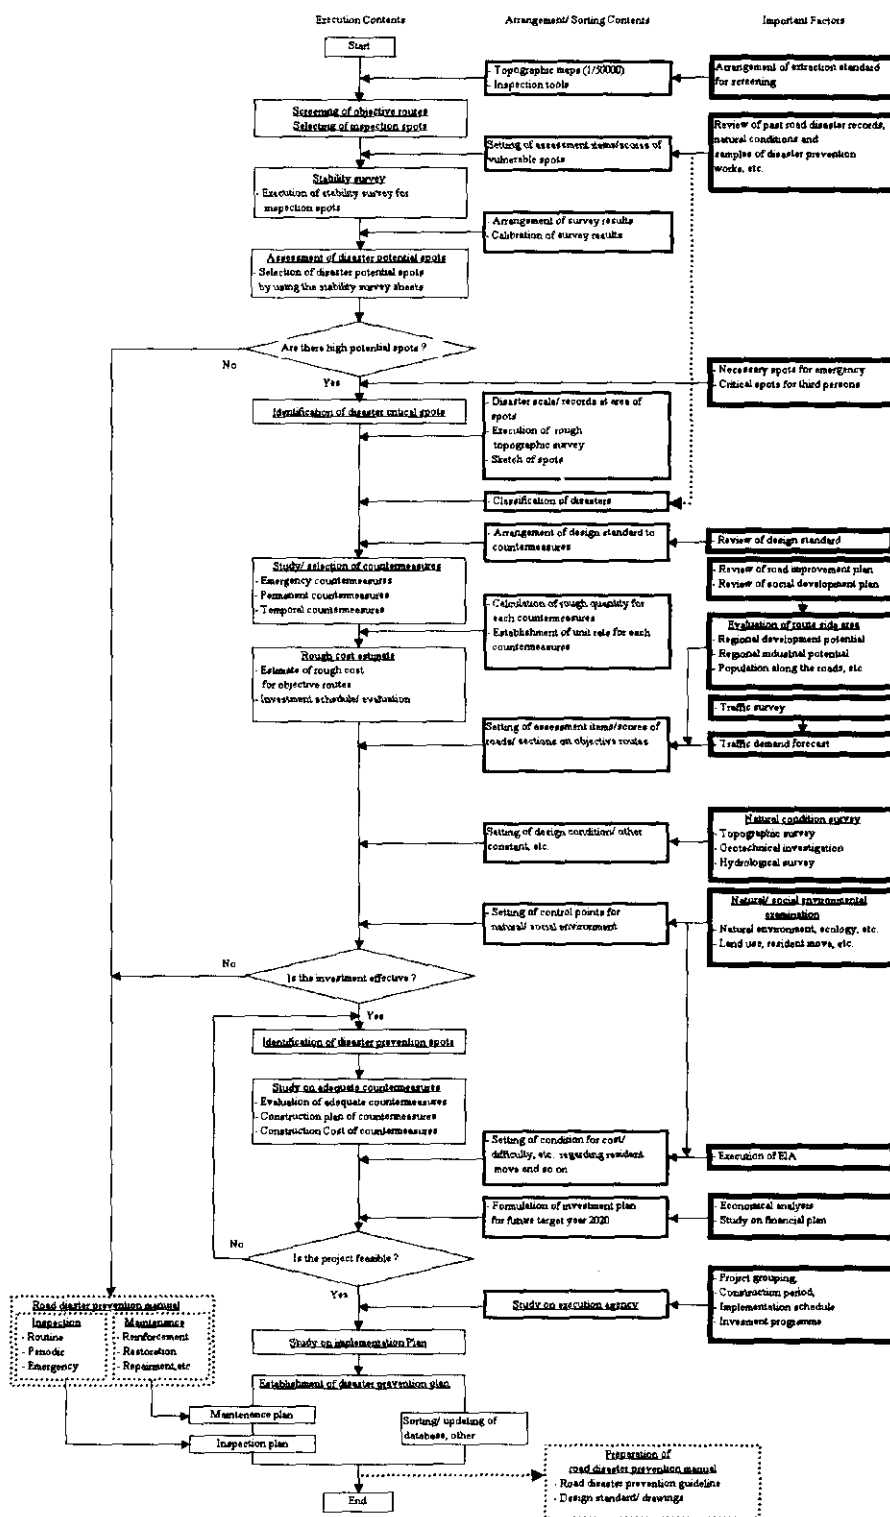 Execution Contents
Arrangement/ Sorting Contents
Important Factors
Start
- Topographic maps (1/50000)
- Inspection tools
Arrangement of extraction standard
for screening
Screening of objective routes
Selecting of inspection spots
Setting of assessment items/scores of
vulnerable spots
Review of past road disaster records,
natural conditions and
samples of disaster prevention
works, etc.
Stability survey
- Execution of stability survey for
inspection spots
- Arrangement of survey results
- Calibration of survey results
Assessment of disaster potential spots
- Selection of disaster potential spots
by using the stability survey sheets
Are there high potential spots ?
No
Yes
- Necessary spots for emergency
- Critical spots for third persons
Identification of disaster critical spots
- Disaster scale/ records at area of
spots
- Execution of rough
topographic survey
- Sketch of spots
- Classification of disasters
- Arrangement of design standard to
countermeasures
- Review of design standard
Study/ selection of countermeasures
- Emergency countermeasures
- Permanent countermeasures
- Temporal countermeasures
- Review of road improvement plan
- Review of social development plan
- Calculation of rough quantity for
each countermeasures
- Establishment of unit rate for each
countermeasures
Evaluation of route side area
- Regional development potential
- Regional industrial potential
- Population along the roads, etc
Rough cost estimate
- Estimate of rough cost
for objective routes
- Investment schedule/ evaluation
- Traffic survey
Setting of assessment items/scores of
roads/ sections on objective routes
- Traffic demand forecast
Natural condition survey
- Topographic survey
- Geotechnical investigation
- Hydrological survey
Setting of design condition/ other
constant, etc.
Natural/ social environmental
examination
- Natural environment, ecology, etc.
- Land use, resident move, etc.
- Setting of control points for
natural/ social environment
No
Is the investment effective ?
Yes
Identification of disaster prevention spots
Study on adequate countermeasures
- Evaluation of adequate countermeasures
- Construction plan of countermeasures
- Construction Cost of countermeasures
- Setting of condition for cost/
difficulty, etc. regarding resident
move and so on
- Execution of EIA
- Formulation of investment plan
for future target year 2020
- Economical analysis
- Study on financial plan
No
Is the project feasible ?
Yes
Study on execution agency
- Project grouping,
- Construction period,
- Implementation schedule
- Invesment programme
Road diaster prevention manual
Inspection
- Routine
- Periodic
- Emergency
Maintenance
- Reinforcement
- Restoration
- Repairment,etc
Study on implementation Plan
Establishment of disaster prevention plan
Maintenance plan
Sorting/ updating of
database, other
Inspection plan
End
Preparation of
road disaster prevention manual
- Road disaster prevention guideline
- Design standard/ drawings